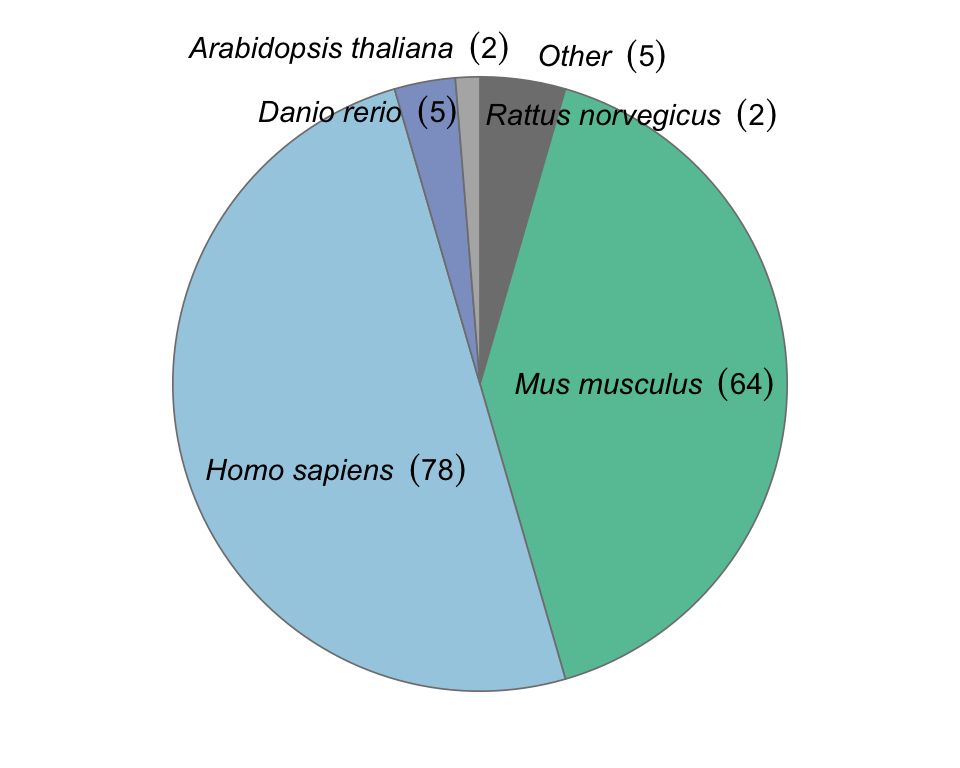 Arabidopsis thaliana (2)
Other (5)
Danio rerio (5)
Rattus norvegicus (2)
Mus musculus (64)
Homo sapiens (78)